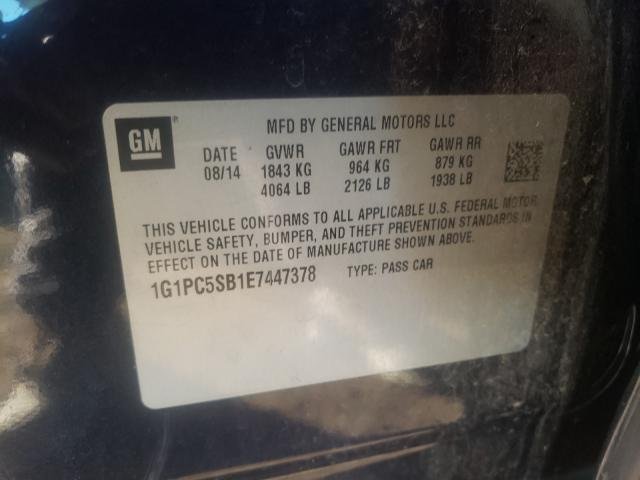 GM
MFD BY GENERAL MOTORS LLC
DATE GVWR GAWR FRT GAWR RR
08/14 1843 KG 964 KG 879 KG
4064 LB 2126 LB 1938 LB
THIS VEHICLE CONFORMS TO ALL APPLICABLE U.S. FEDERAL MOTOR
VEHICLE SAFETY, BUMPER, AND THEFT PREVENTION STANDARDS IN
EFFECT ON THE DATE OF MANUFACTURE SHOWN ABOVE.
1G1PC5SB1E7447378 TYPE: PASS CAR